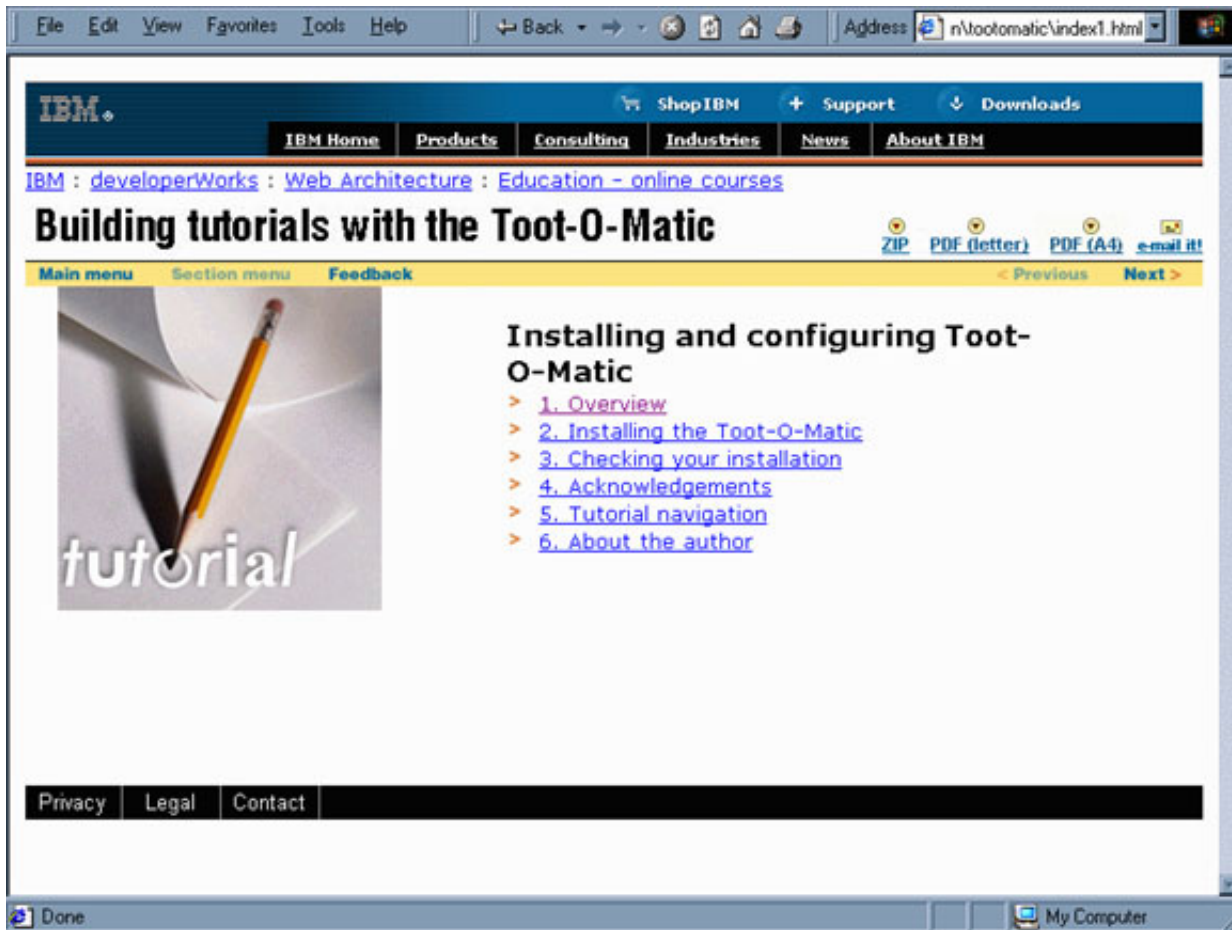 File Edit View Favorites Tools Help Back Address n\tootomatic\index1.html
IBM ShopIBM + Support Downloads
IBM Home Products Consulting Industries News About IBM
IBM : developerWorks : Web Architecture : Education - online courses
Building tutorials with the Toot-O-Matic
ZIP PDF (letter) PDF (A4) e-mail it!
Main menu Section menu Feedback < Previous Next >
Installing and configuring Toot-
O-Matic
> 1. Overview
> 2. Installing the Toot-O-Matic
> 3. Checking your installation
> 4. Acknowledgements
> 5. Tutorial navigation
> 6. About the author
tutorial
Privacy Legal Contact
Done My Computer